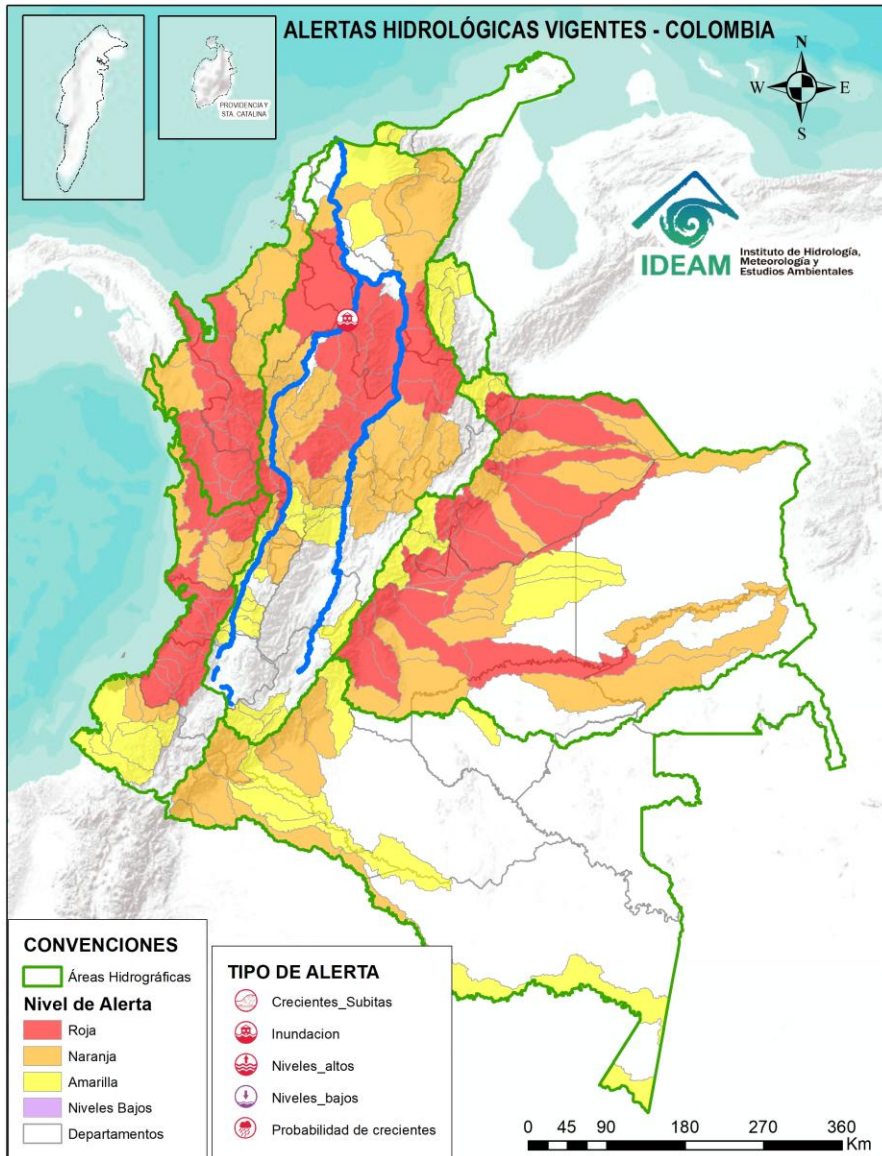 ALERTAS HIDROLÓGICAS VIGENTES - COLOMBIA
PROVIDENCIA Y
STA. CATALINA
N
W
E
S
IDEAM
Instituto de Hidrología,
Meteorología y
Estudios Ambientales
CONVENCIONES
Áreas Hidrográficas
Nivel de Alerta
Roja
Naranja
Amarilla
Niveles Bajos
Departamentos
TIPO DE ALERTA
Crecientes_Subitas
Inundacion
Niveles_altos
Niveles_bajos
Probabilidad de crecientes
0 45 90 180 270 360
Km